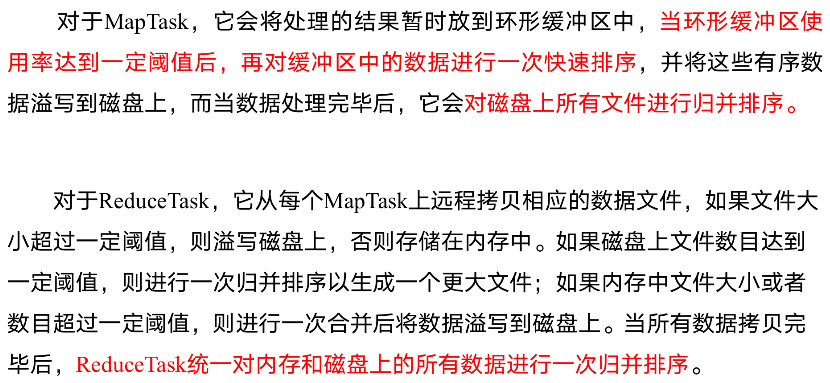 对于MapTask，它会将处理的结果暂时放到环形缓冲区中，当环形缓冲区使
用率达到一定阈值后，再对缓冲区中的数据进行一次快速排序，并将这些有序数
据溢写到磁盘上，而当数据处理完毕后，它会对磁盘上所有文件进行归并排序。
对于ReduceTask，它从每个MapTask上远程拷贝相应的数据文件，如果文件大
小超过一定阈值，则溢写磁盘上，否则存储在内存中。如果磁盘上文件数目达到
一定阈值，则进行一次归并排序以生成一个更大文件；如果内存中文件大小或者
数目超过一定阈值，则进行一次合并后将数据溢写到磁盘上。当所有数据拷贝完
毕后，ReduceTask统一对内存和磁盘上的所有数据进行一次归并排序。